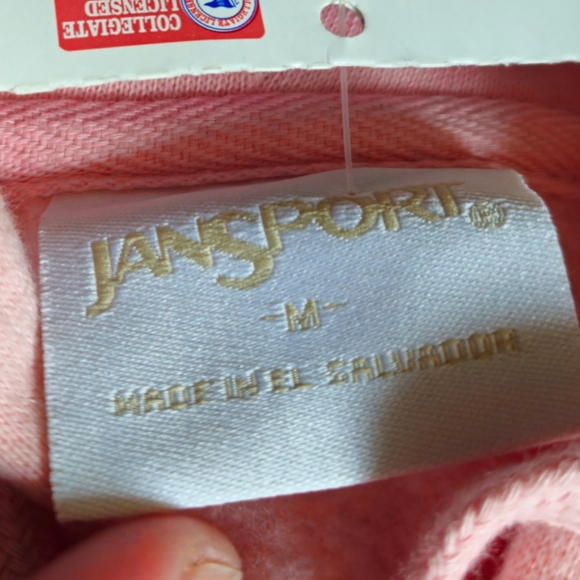 COLLEGIATE
LICENSED
JANSPORT®
-M-
MADE IN EL SALVADOR